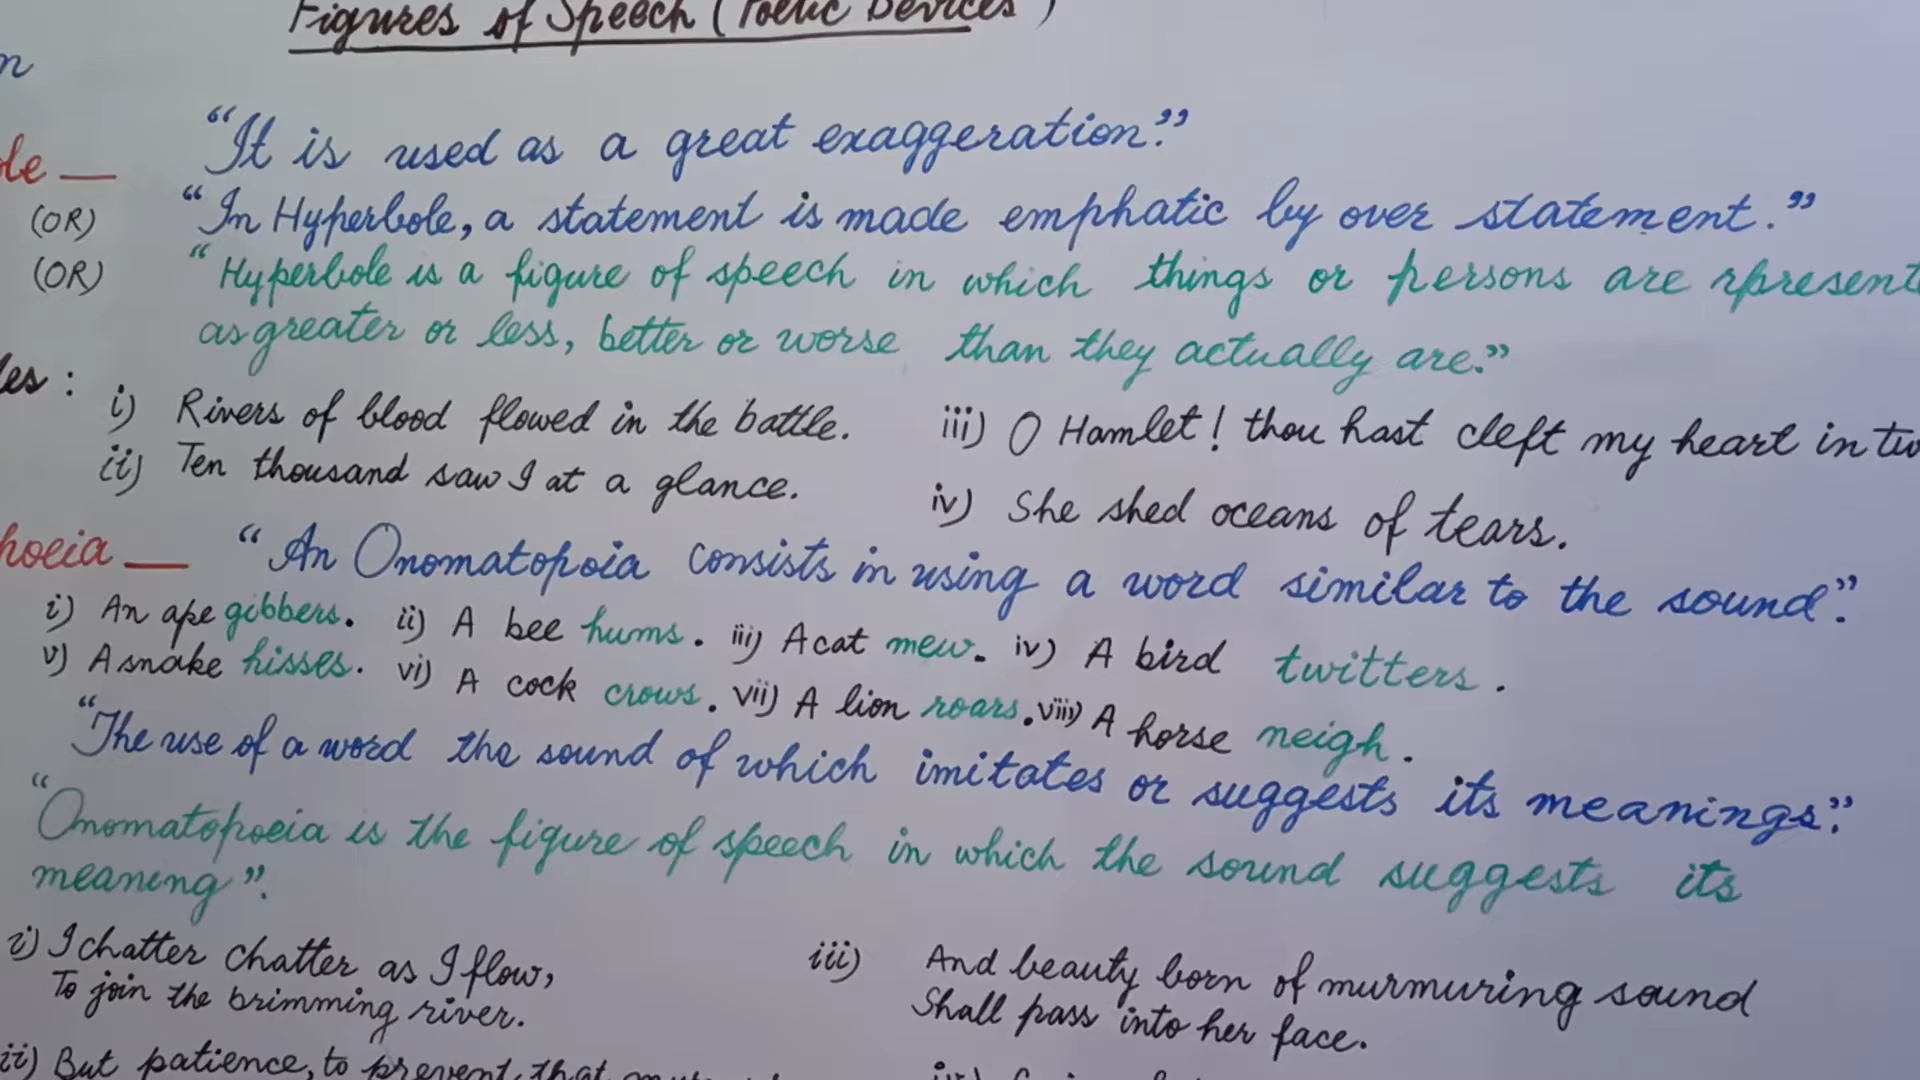 Figures of Speech (Poetic Devices)
"It is used as a great exaggeration."
(OR) "In Hyperbole, a statement is made emphatic by over statement."
(OR) "Hyperbole is a figure of speech in which things or persons are rpresent
as greater or less, better or worse than they actually are."
i) Rivers of blood flowed in the battle.
ii) Ten thousand saw I at a glance.
iii) O Hamlet! thou hast cleft my heart in
iv) She shed oceans of tears.
hoeia — "An Onomatopoia consists in using a word similar to the sound".
i) An ape gibbers. ii) A bee hums. iii) A cat mew. iv) A bird twitters.
v) A snake hisses. vi) A cock crows. vii) A lion roars. viii) A horse neigh.
"The use of a word the sound of which imitates or suggests its meanings".
"Onomatopoeia is the figure of speech in which the sound suggests its
meaning".
i) I chatter chatter as I flow,
To join the brimming river.
ii) But patience, to prevent that
iii) And beauty born of murmuring sound
Shall pass into her face.